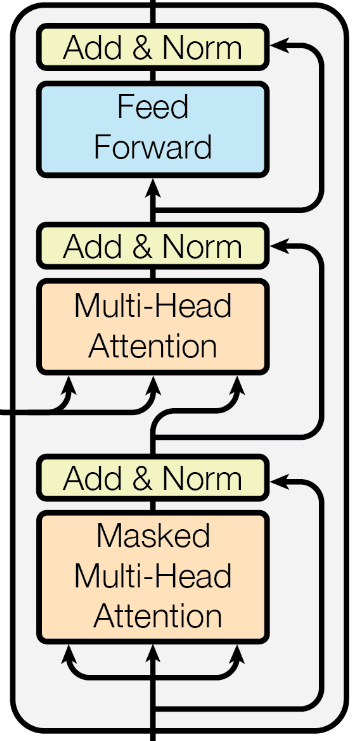 Add & Norm
Feed
Forward
Add & Norm
Multi-Head
Attention
Add & Norm
Masked
Multi-Head
Attention